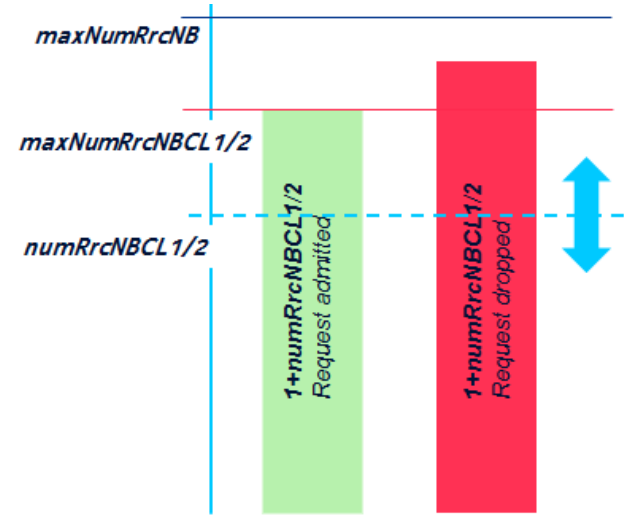 maxNumRrcNB
maxNumRrcNBCL1/2
numRrcNBCL1/2
1+numRrcNBCL1/2
Request admitted
1+numRrcNBCL1/2
Request dropped